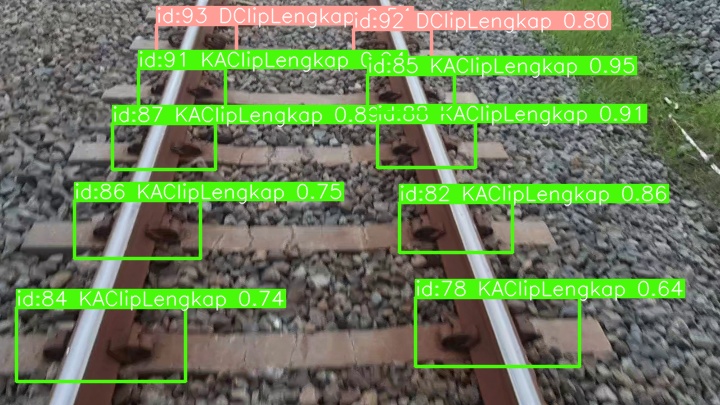 id:93 DClipLengkap
id:92 DClipLengkap 0.80
id:91 KAClipLengkap
id:85 KAClipLengkap 0.95
id:87 KAClipLengkap
id:88 KAClipLengkap 0.91
id:86 KAClipLengkap 0.75
id:82 KAClipLengkap 0.86
id:84 KAClipLengkap 0.74
id:78 KAClipLengkap 0.64